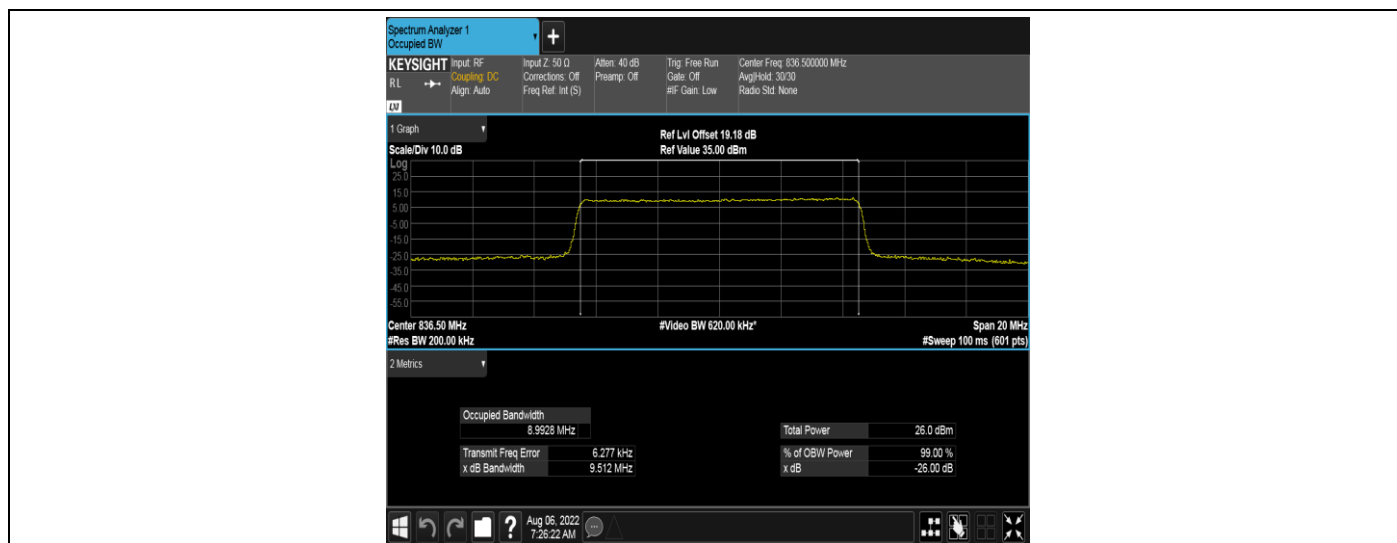 Spectrum Analyzer 1
Occupied BW
+
KEYSIGHT
RL
LXI
Input: RF
Coupling: DC
Align: Auto
Input Z: 50 Ω
Corrections: Off
Freq Ref: Int (S)
Atten: 40 dB
Preamp: Off
Trig: Free Run
Gate: Off
#IF Gain: Low
Center Freq: 836.500000 MHz
Avg|Hold: 30/30
Radio Std: None
1 Graph
Scale/Div 10.0 dB
Ref Lvl Offset 19.18 dB
Ref Value 35.00 dBm
Log
25.0
15.0
5.00
-5.00
-15.0
-25.0
-35.0
-45.0
-55.0
Center 836.50 MHz
#Res BW 200.00 kHz
#Video BW 620.00 kHz*
Span 20 MHz
#Sweep 100 ms (601 pts)
2 Metrics
Occupied Bandwidth
8.9928 MHz
Transmit Freq Error 6.277 kHz
x dB Bandwidth 9.512 MHz
Total Power 26.0 dBm
% of OBW Power 99.00 %
x dB -26.00 dB
?
Aug 06, 2022
7:26:22 AM